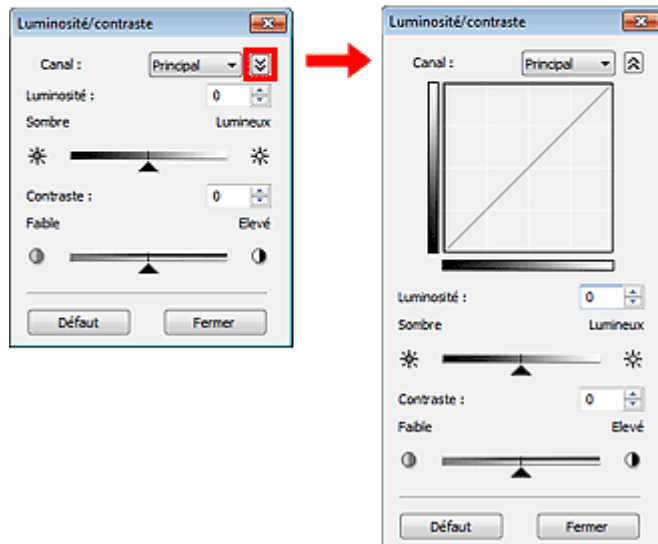 Luminosité/contraste
Canal :
Principal
Luminosité :
0
Sombre
Lumineux
Contraste :
0
Faible
Elevé
Défaut
Fermer
Luminosité/contraste
Canal :
Principal
Luminosité :
0
Sombre
Lumineux
Contraste :
0
Faible
Elevé
Défaut
Fermer